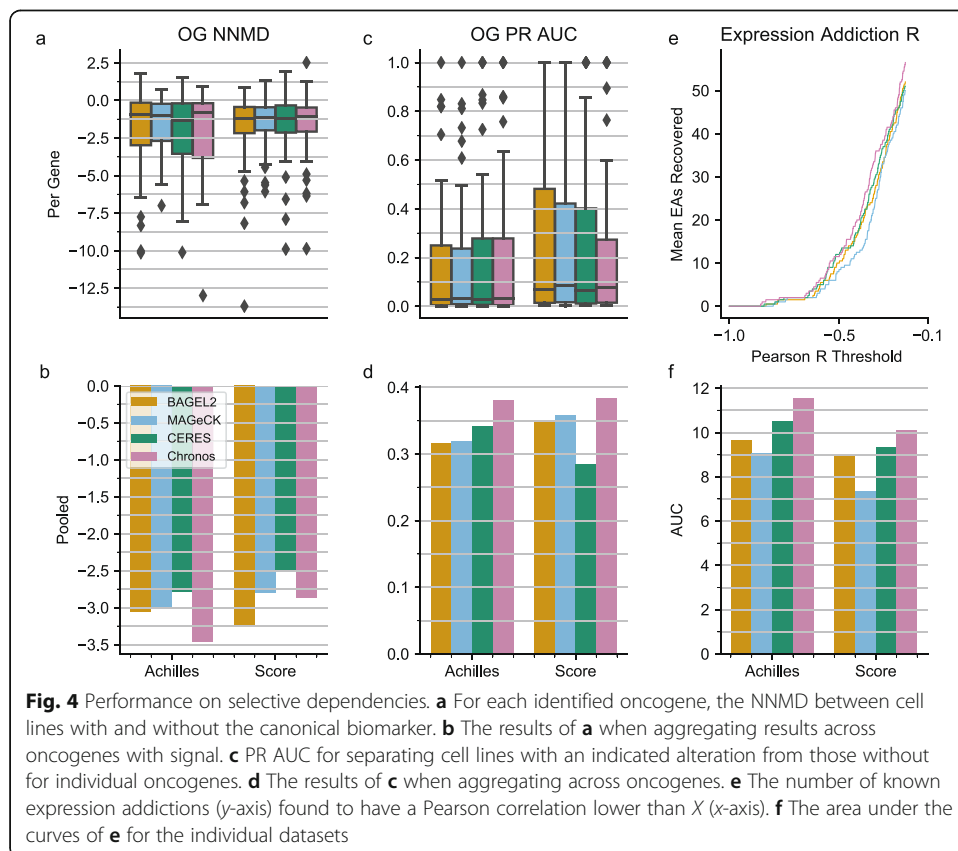 a OG NNMD
c OG PR AUC
e Expression Addiction R
2.5
0.0
−2.5
−5.0
−7.5
−10.0
−12.5
Per Gene
1.0
0.8
0.6
0.4
0.2
0.0
50
40
30
20
10
0
Mean EAs Recovered
−1.0 −0.5 −0.1
Pearson R Threshold
b
0.0
−0.5
−1.0
−1.5
−2.0
−2.5
−3.0
−3.5
Pooled
BAGEL2
MAGeCK
CERES
Chronos
Achilles Score
d
0.4
0.3
0.2
0.1
0.0
Achilles Score
f
12
10
8
6
4
2
0
AUC
Achilles Score
Fig. 4 Performance on selective dependencies. a For each identified oncogene, the NNMD between cell
lines with and without the canonical biomarker. b The results of a when aggregating results across
oncogenes with signal. c PR AUC for separating cell lines with an indicated alteration from those without
for individual oncogenes. d The results of c when aggregating across oncogenes. e The number of known
expression addictions (y-axis) found to have a Pearson correlation lower than X (x-axis). f The area under the
curves of e for the individual datasets